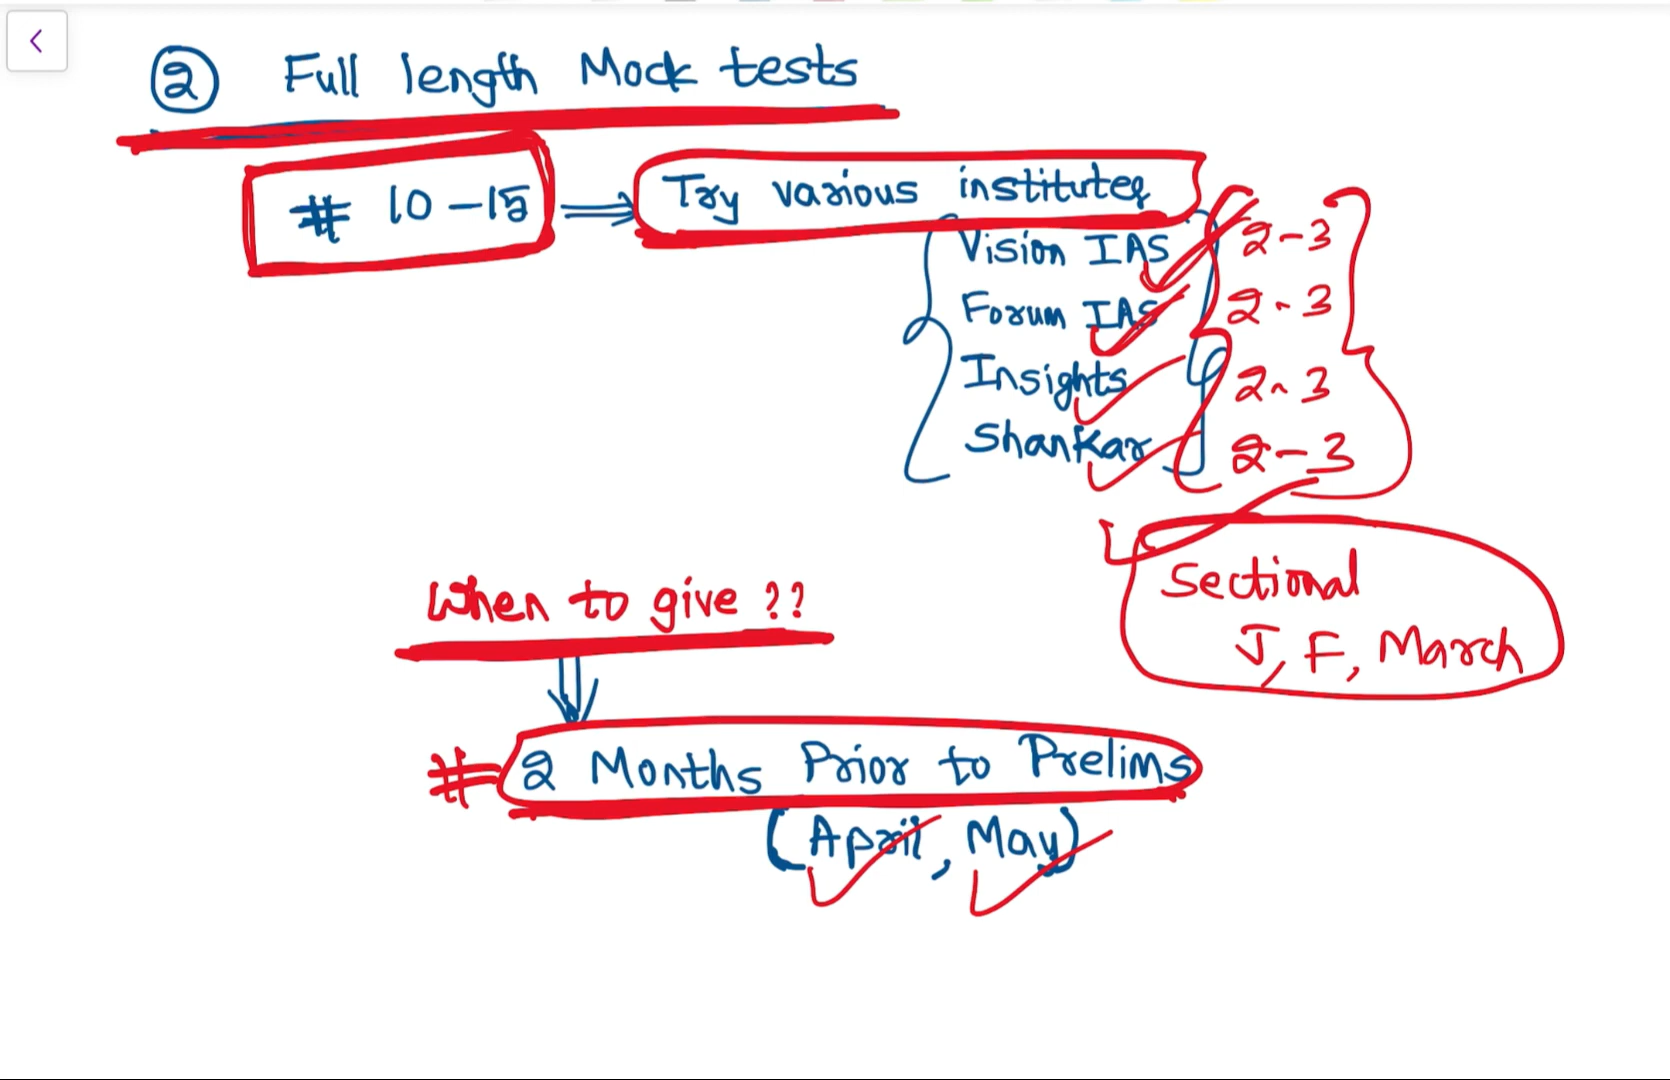 ② Full length Mock tests
# 10-15 ⟹ Try various institutes
Vision IAS 2-3
Forum IAS 2-3
Insights 2-3
Shankar 2-3
Sectional
J, F, March
When to give ??
# 2 Months Prior to Prelims
(April, May)